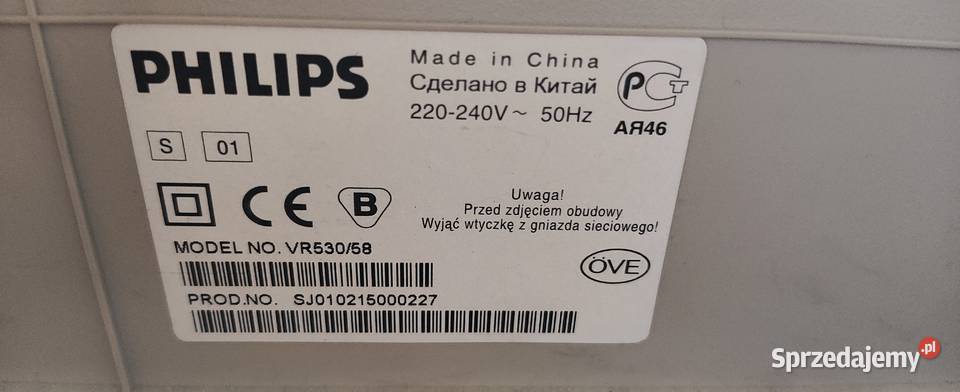 PHILIPS
Made in China
Сделано в Китай
220-240V ~ 50Hz
РСТ
АЯ46
S 01
CE B
Uwaga!
Przed zdjęciem obudowy
Wyjąć wtyczkę z gniazda sieciowego!
MODEL NO. VR530/58
ÖVE
PROD.NO. SJ010215000227
Sprzedajemy.pl